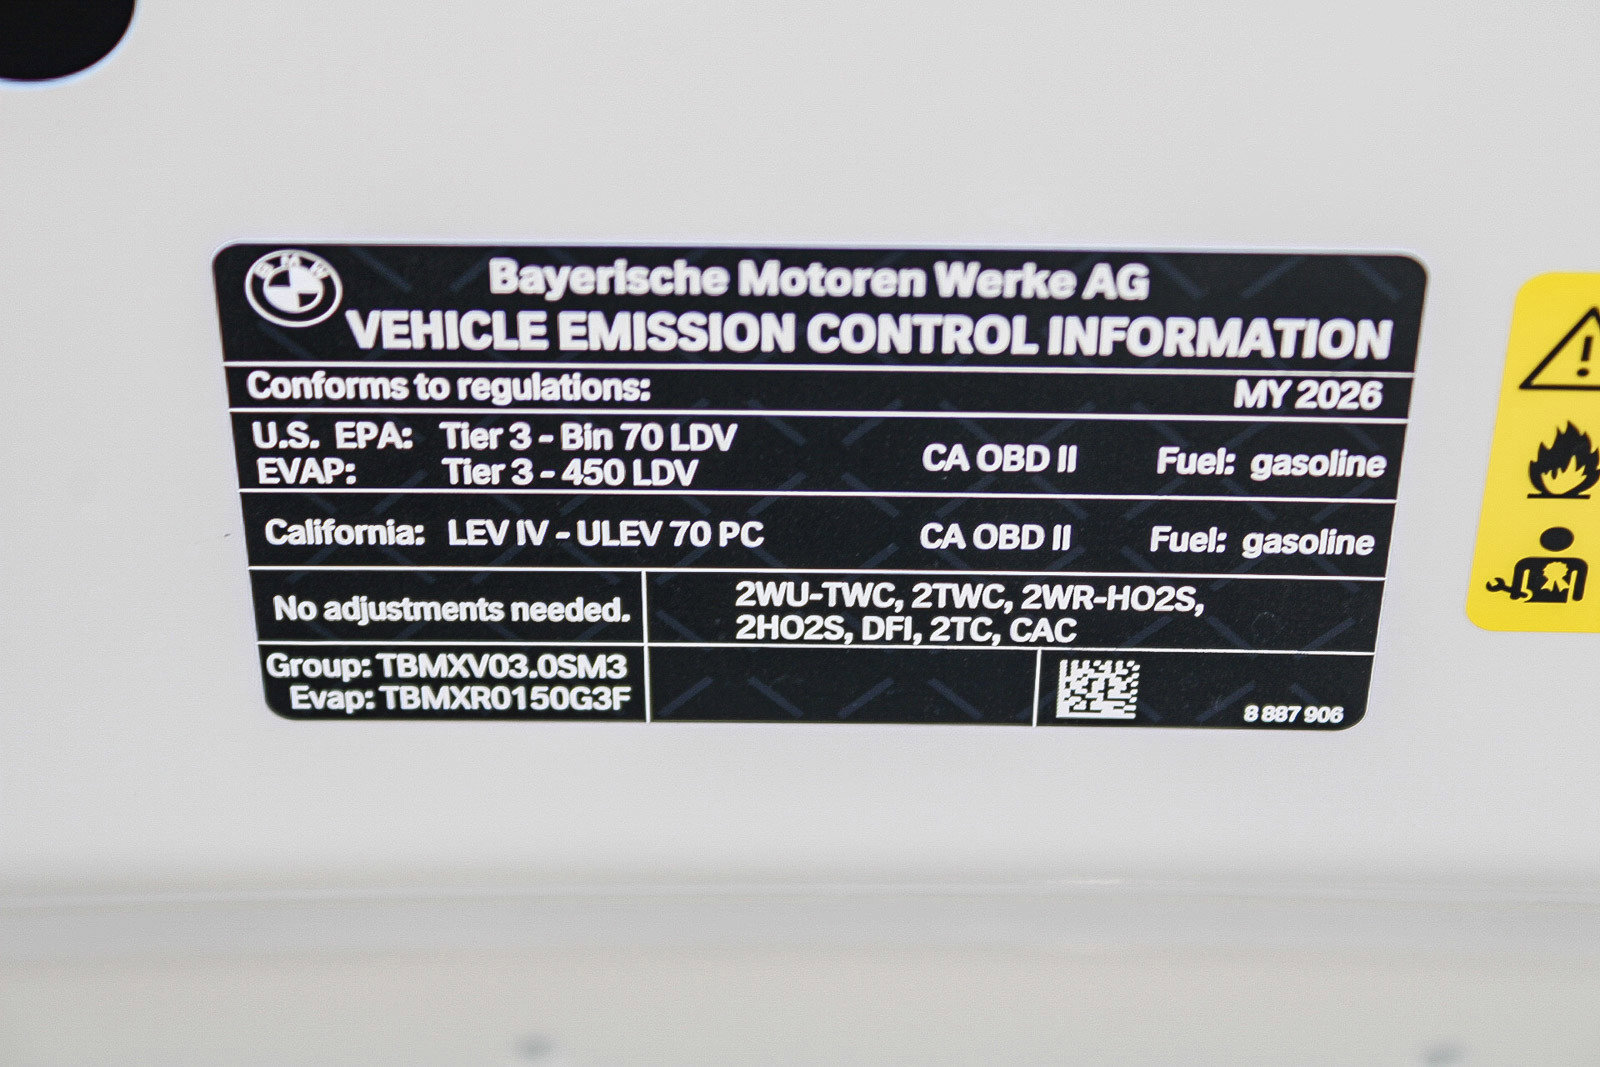 BMW
Bayerische Motoren Werke AG
VEHICLE EMISSION CONTROL INFORMATION
Conforms to regulations: MY 2026
U.S. EPA: Tier 3 - Bin 70 LDV CA OBD II Fuel: gasoline
EVAP: Tier 3 - 450 LDV
California: LEV IV - ULEV 70 PC CA OBD II Fuel: gasoline
No adjustments needed.
2WU-TWC, 2TWC, 2WR-HO2S,
2HO2S, DFI, 2TC, CAC
Group: TBMXV03.0SM3
Evap: TBMXR0150G3F
8 887 906